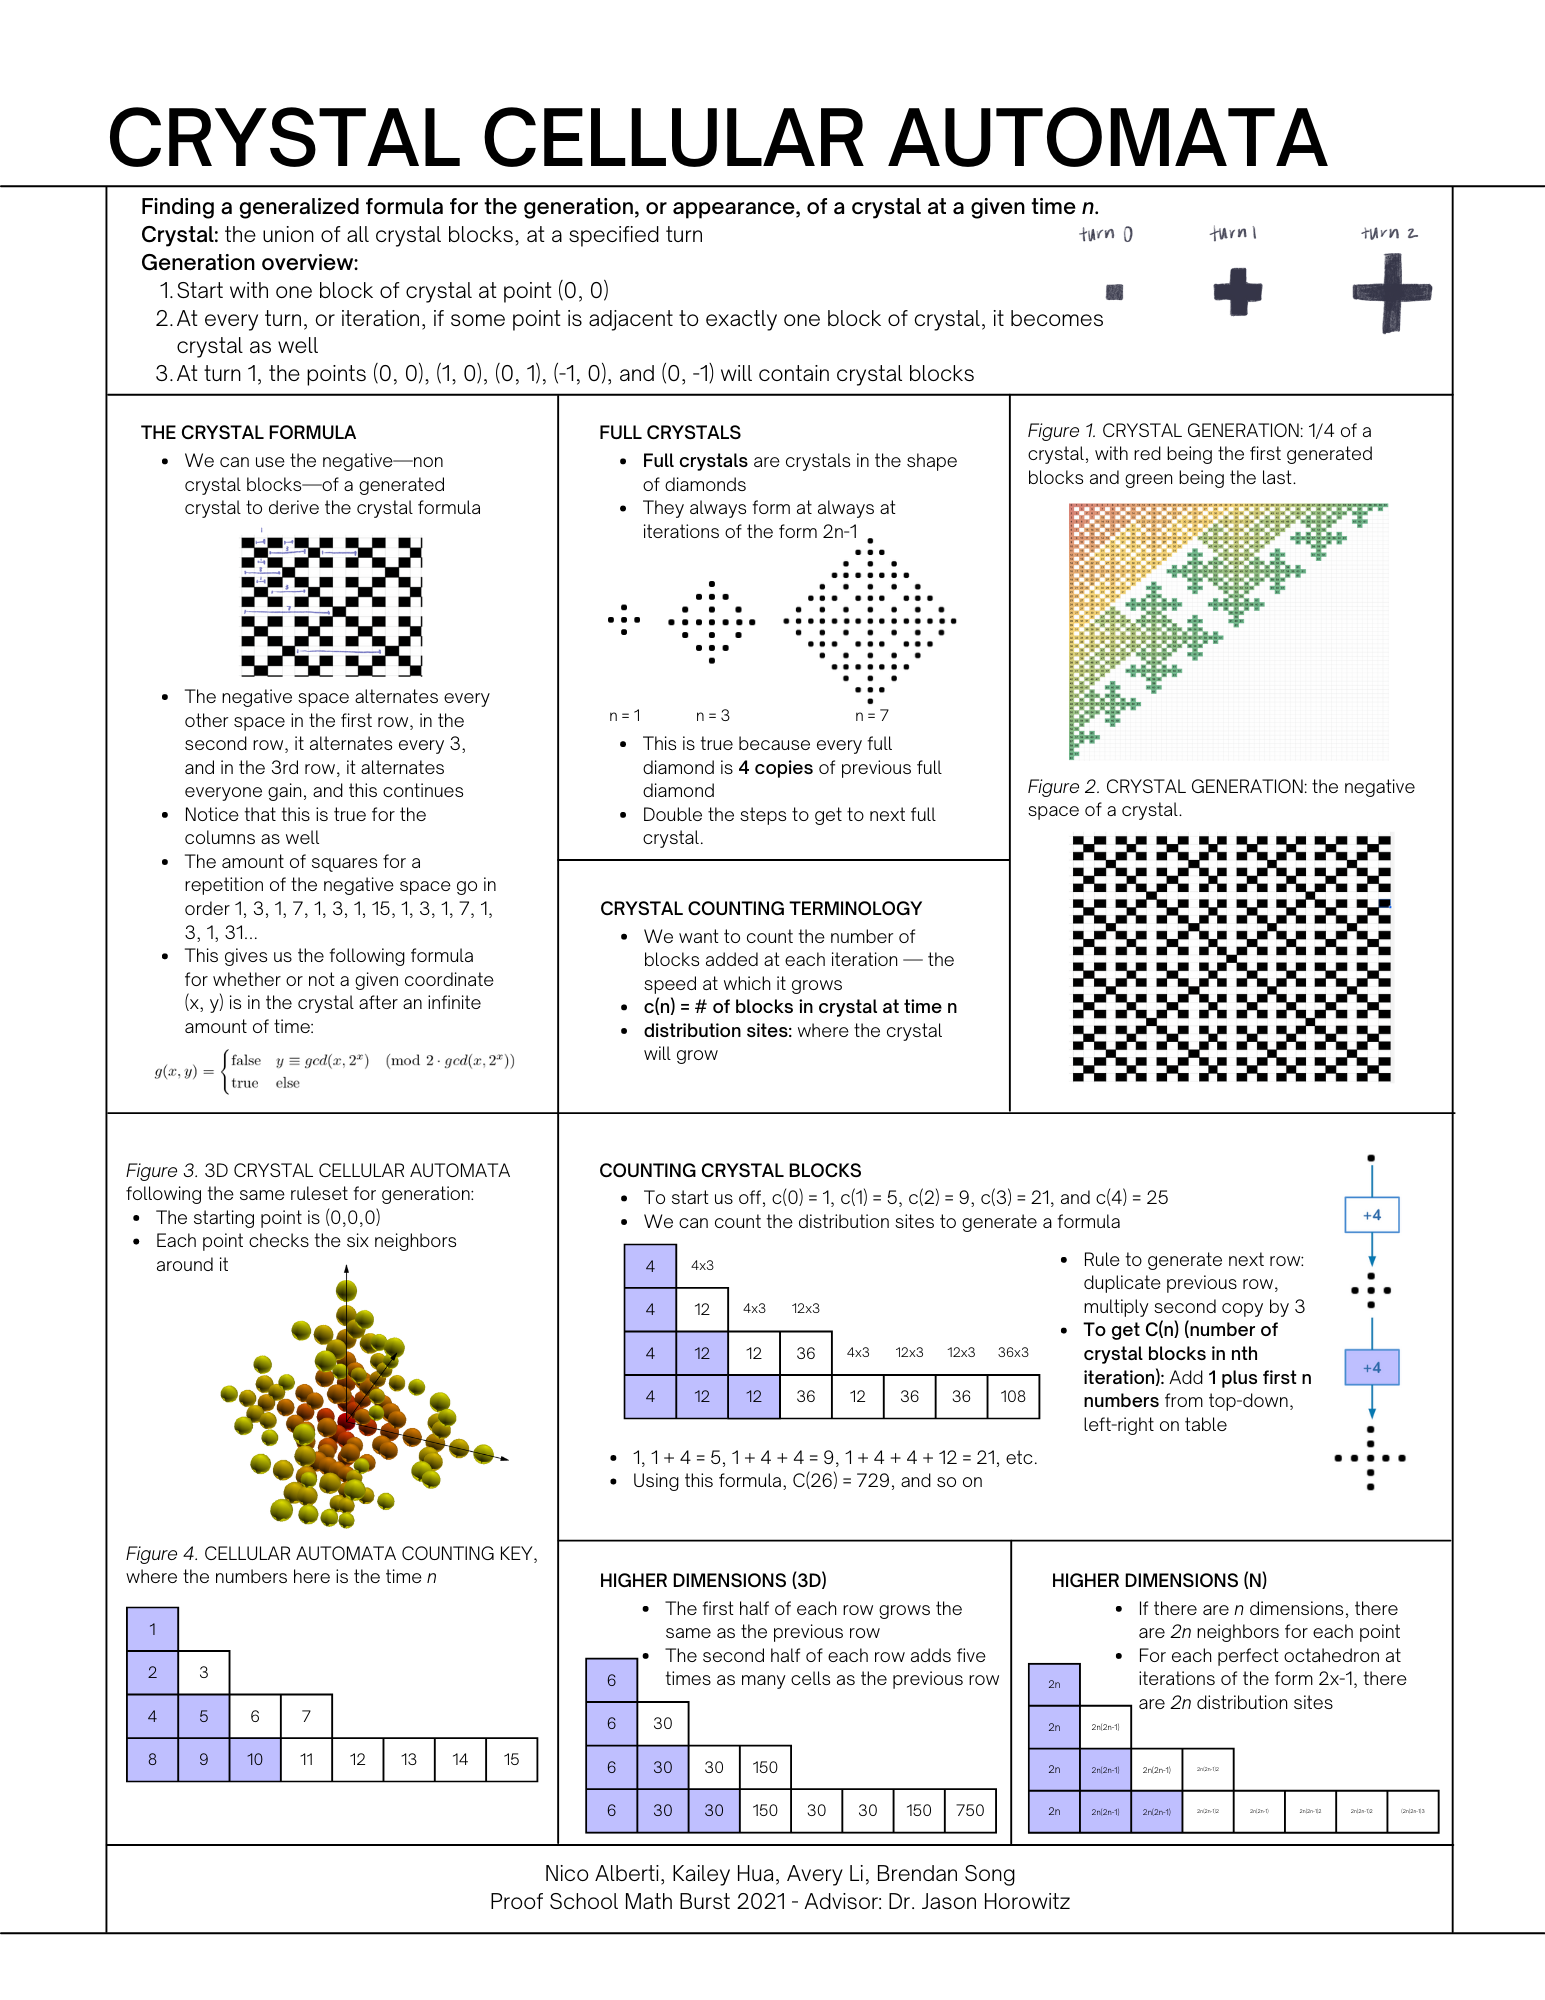 CRYSTAL CELLULAR AUTOMATA
Finding a generalized formula for the generation, or appearance, of a crystal at a given time n.
Crystal: the union of all crystal blocks, at a specified turn
Generation overview:
1. Start with one block of crystal at point (0, 0)
2. At every turn, or iteration, if some point is adjacent to exactly one block of crystal, it becomes
crystal as well
3. At turn 1, the points (0, 0), (1, 0), (0, 1), (-1, 0), and (0, -1) will contain crystal blocks
turn 0 turn 1 turn 2
THE CRYSTAL FORMULA
• We can use the negative—non
crystal blocks—of a generated
crystal to derive the crystal formula
• The negative space alternates every
other space in the first row, in the
second row, it alternates every 3,
and in the 3rd row, it alternates
everyone gain, and this continues
• Notice that this is true for the
columns as well
• The amount of squares for a
repetition of the negative space go in
order 1, 3, 1, 7, 1, 3, 1, 15, 1, 3, 1, 7, 1,
3, 1, 31...
• This gives us the following formula
for whether or not a given coordinate
(x, y) is in the crystal after an infinite
amount of time:
g(x, y) = { false y ≡ gcd(x, 2^x) (mod 2 · gcd(x, 2^x))
true else
FULL CRYSTALS
• Full crystals are crystals in the shape
of diamonds
• They always form at always at
iterations of the form 2n-1
n = 1 n = 3 n = 7
• This is true because every full
diamond is 4 copies of previous full
diamond
• Double the steps to get to next full
crystal.
CRYSTAL COUNTING TERMINOLOGY
• We want to count the number of
blocks added at each iteration — the
speed at which it grows
• c(n) = # of blocks in crystal at time n
• distribution sites: where the crystal
will grow
Figure 1. CRYSTAL GENERATION: 1/4 of a
crystal, with red being the first generated
blocks and green being the last.
Figure 2. CRYSTAL GENERATION: the negative
space of a crystal.
Figure 3. 3D CRYSTAL CELLULAR AUTOMATA
following the same ruleset for generation:
• The starting point is (0,0,0)
• Each point checks the six neighbors
around it
Figure 4. CELLULAR AUTOMATA COUNTING KEY,
where the numbers here is the time n
1
2 3
4 5 6 7
8 9 10 11 12 13 14 15
COUNTING CRYSTAL BLOCKS
• To start us off, c(0) = 1, c(1) = 5, c(2) = 9, c(3) = 21, and c(4) = 25
• We can count the distribution sites to generate a formula
4 4x3
4 12 4x3 12x3
4 12 12 36 4x3 12x3 12x3 36x3
4 12 12 36 12 36 36 108
• Rule to generate next row:
duplicate previous row,
multiply second copy by 3
• To get C(n) (number of
crystal blocks in nth
iteration): Add 1 plus first n
numbers from top-down,
left-right on table
• 1, 1 + 4 = 5, 1 + 4 + 4 = 9, 1 + 4 + 4 + 12 = 21, etc.
• Using this formula, C(26) = 729, and so on
+4
+4
HIGHER DIMENSIONS (3D)
• The first half of each row grows the
same as the previous row
• The second half of each row adds five
times as many cells as the previous row
6
6 30
6 30 30 150
6 30 30 150 30 30 150 750
HIGHER DIMENSIONS (N)
• If there are n dimensions, there
are 2n neighbors for each point
• For each perfect octahedron at
iterations of the form 2x-1, there
are 2n distribution sites
2n
2n 2n(2n-1)
2n 2n(2n-1) 2n(2n-1) 2n(2n-1)2
2n 2n(2n-1) 2n(2n-1) 2n(2n-1)2 2n(2n-1) 2n(2n-1)2 2n(2n-1)2 (2n(2n-1)3
Nico Alberti, Kailey Hua, Avery Li, Brendan Song
Proof School Math Burst 2021 - Advisor: Dr. Jason Horowitz